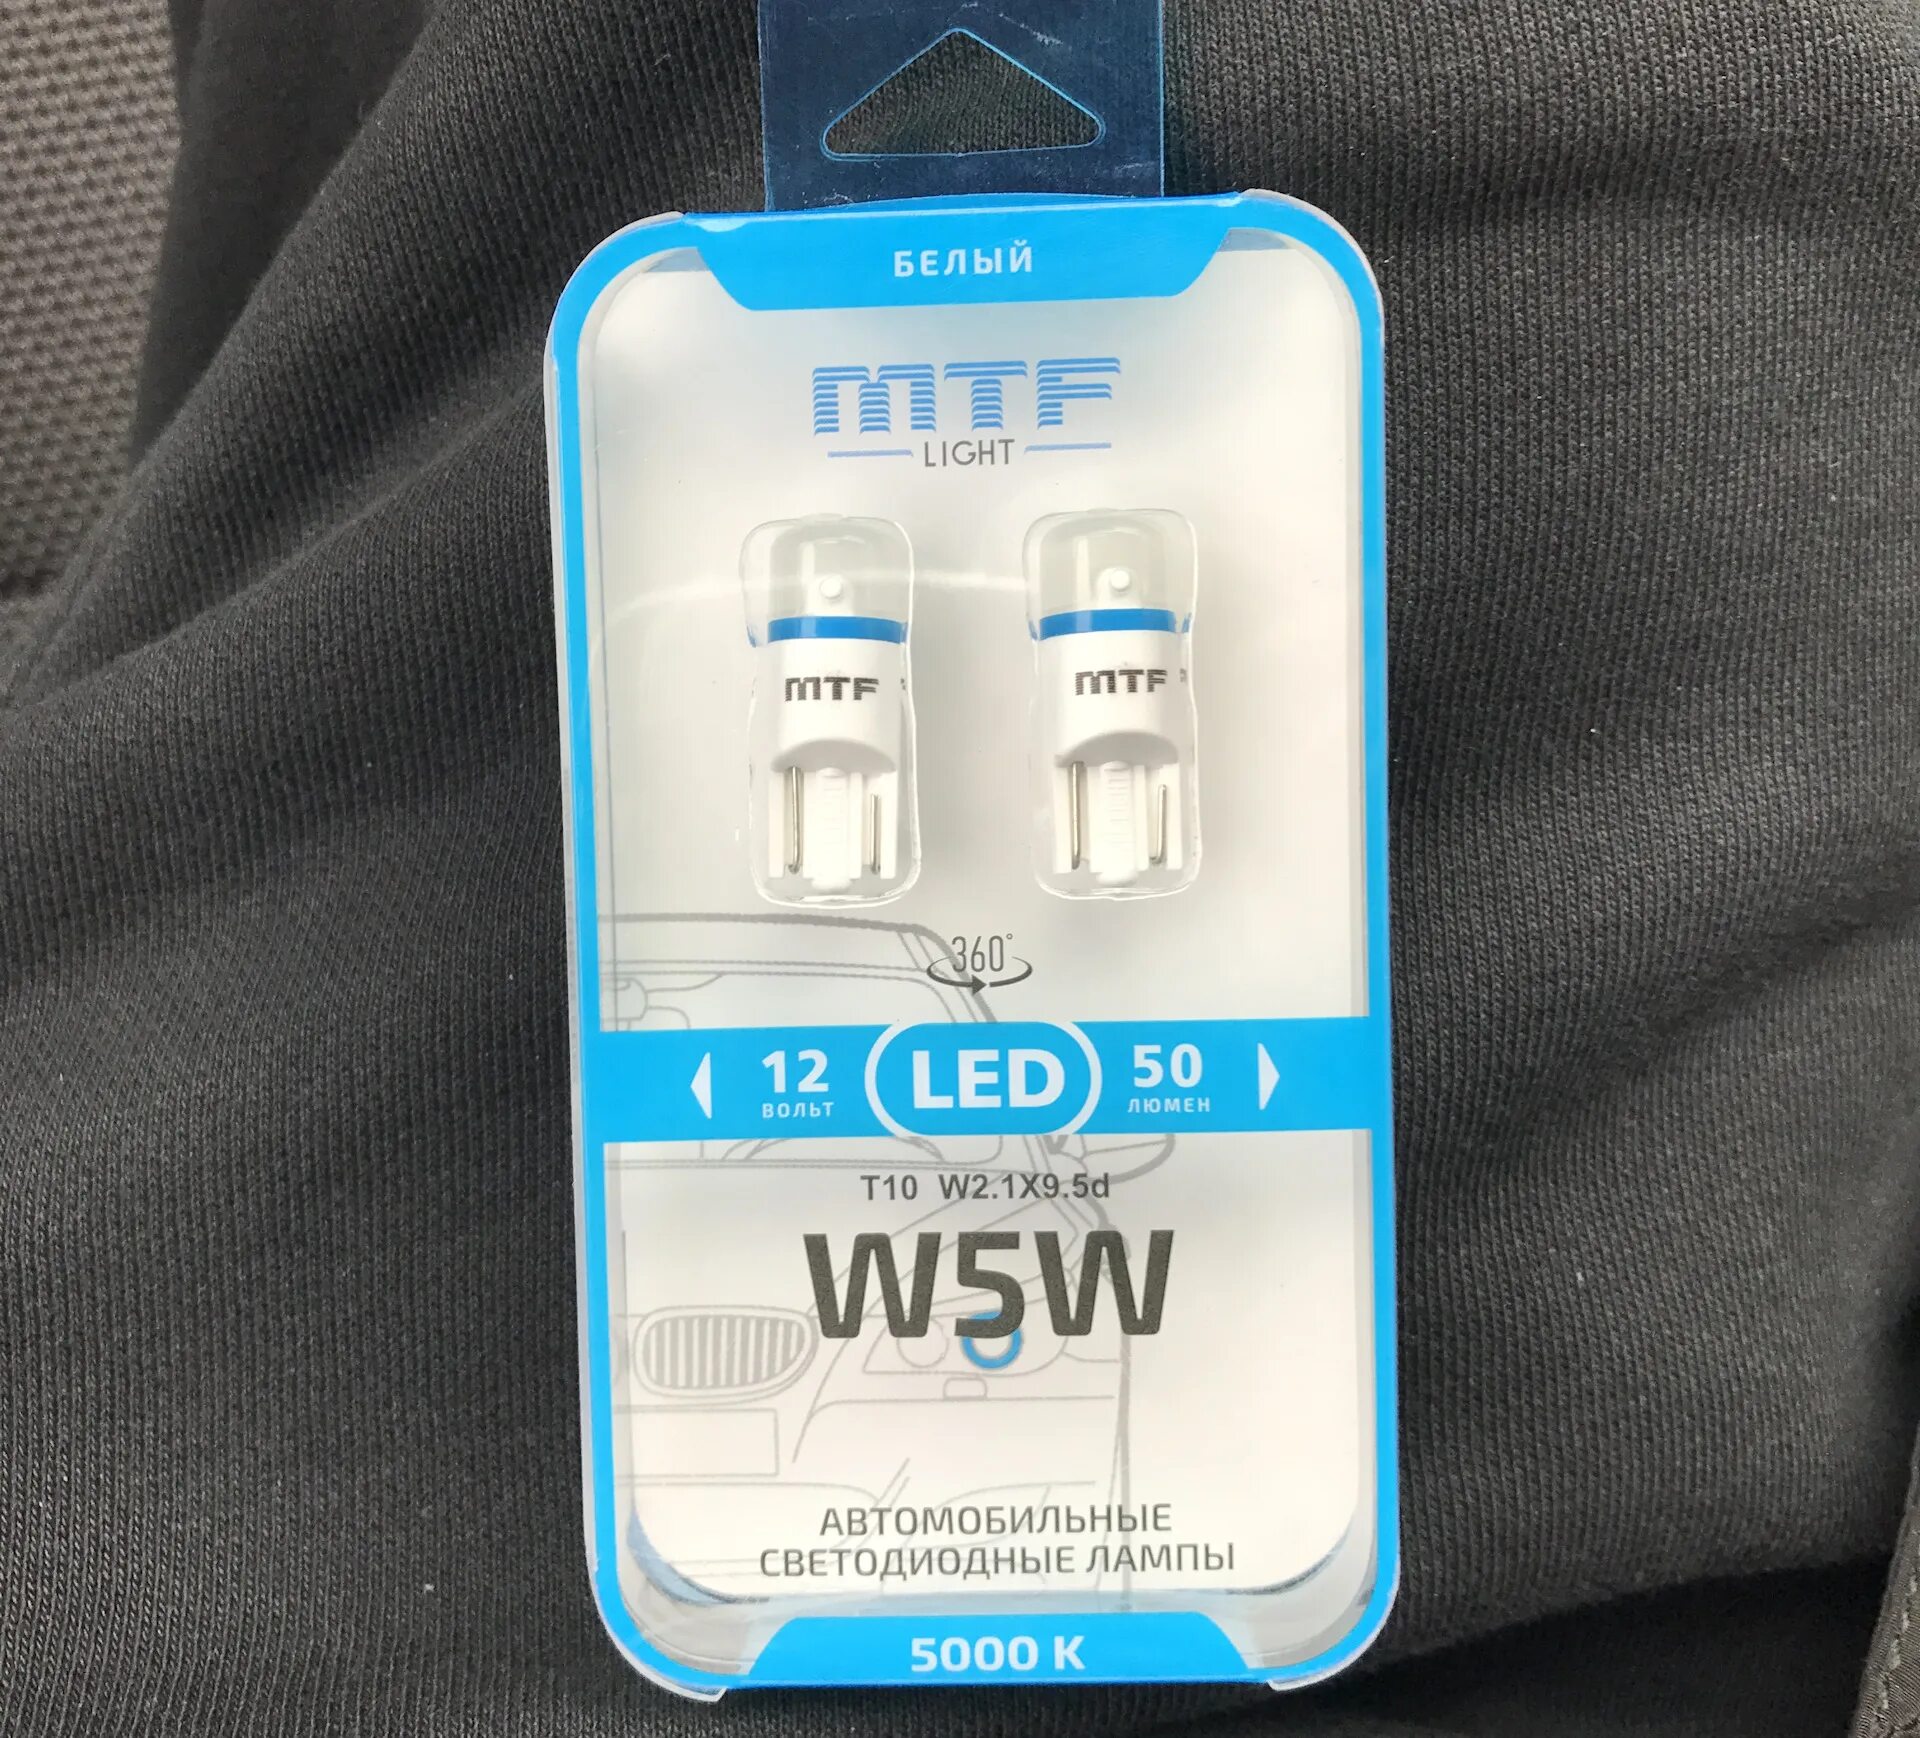 БЕЛЫЙ
MTF
LIGHT
MTF
MTF
360°
12 LED 50
ВОЛЬТ ЛЮМЕН
T10 W2.1X9.5d
W5W
АВТОМОБИЛЬНЫЕ
СВЕТОДИОДНЫЕ ЛАМПЫ
5000 K